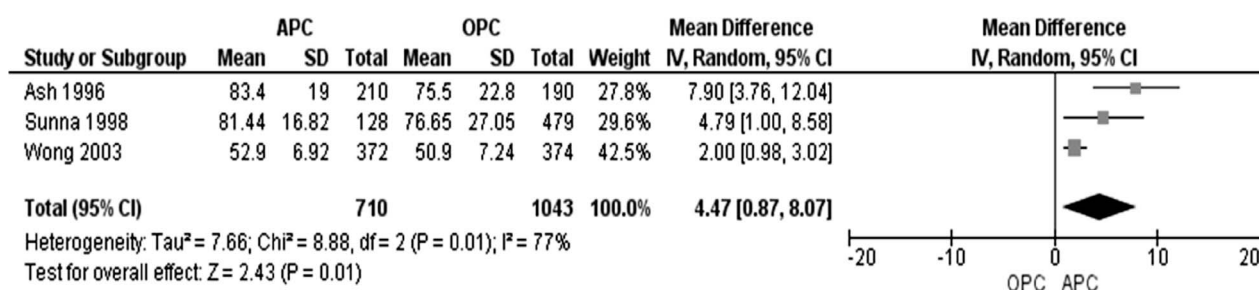 APC OPC Mean Difference Mean Difference
Study or Subgroup Mean SD Total Mean SD Total Weight IV, Random, 95% CI IV, Random, 95% CI
Ash 1996 83.4 19 210 75.5 22.8 190 27.8% 7.90 [3.76, 12.04]
Sunna 1998 81.44 16.82 128 76.65 27.05 479 29.6% 4.79 [1.00, 8.58]
Wong 2003 52.9 6.92 372 50.9 7.24 374 42.5% 2.00 [0.98, 3.02]
Total (95% CI) 710 1043 100.0% 4.47 [0.87, 8.07]
Heterogeneity: Tau² = 7.66; Chi² = 8.88, df = 2 (P = 0.01); I² = 77%
Test for overall effect: Z = 2.43 (P = 0.01)
-20 -10 0 10 20
OPC APC